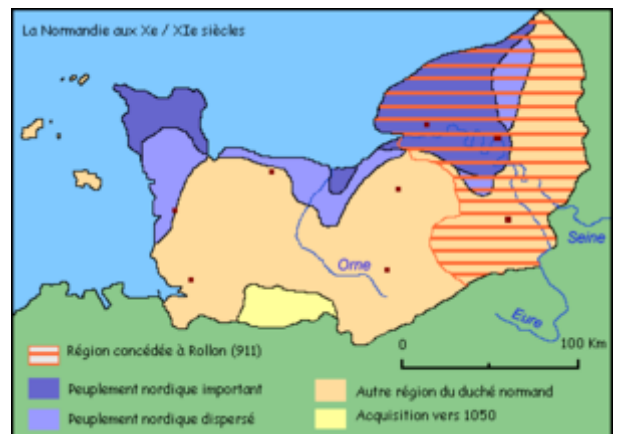 La Normandie aux Xe / XIe siècles
Orne
Seine
Eure
0 100 Km
Région concédée à Rollon (911)
Peuplement nordique important
Autre région du duché normand
Peuplement nordique dispersé
Acquisition vers 1050